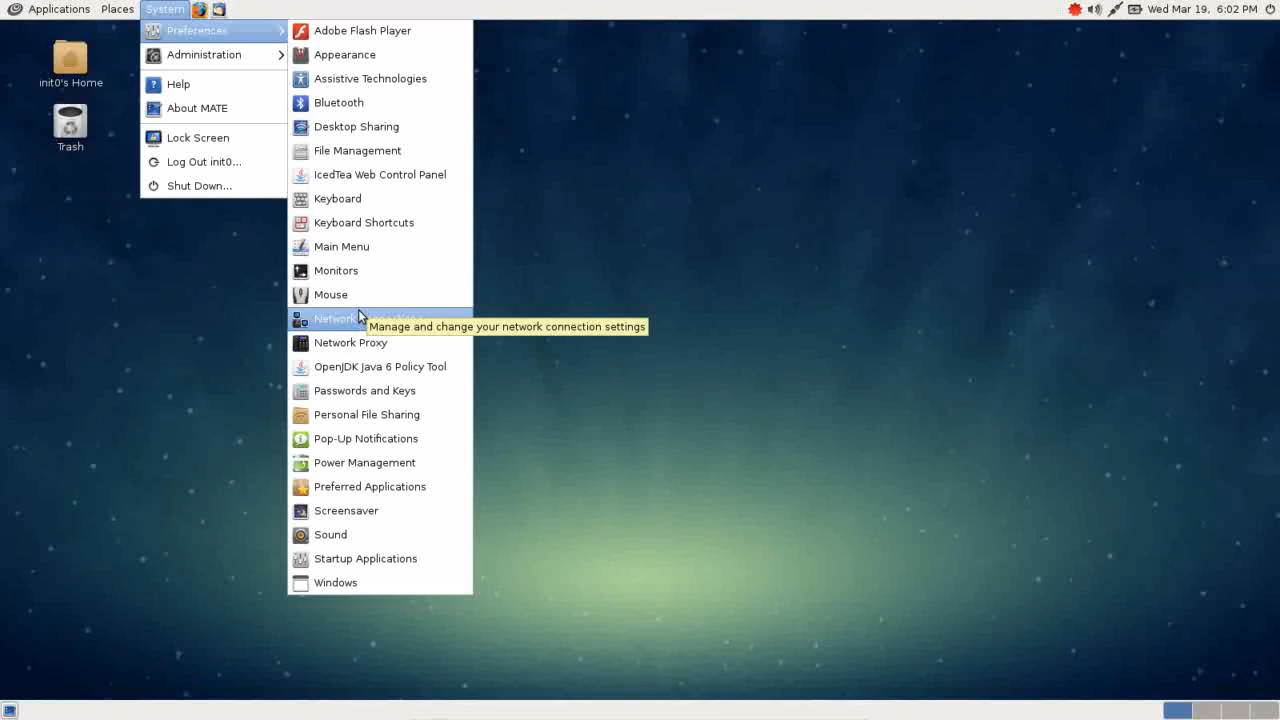 Applications Places System Wed Mar 19, 6:02 PM
Preferences
Administration
Help
About MATE
Lock Screen
Log Out init0...
Shut Down...
Adobe Flash Player
Appearance
Assistive Technologies
Bluetooth
Desktop Sharing
File Management
IcedTea Web Control Panel
Keyboard
Keyboard Shortcuts
Main Menu
Monitors
Mouse
Network
Manage and change your network connection settings
Network Proxy
OpenJDK Java 6 Policy Tool
Passwords and Keys
Personal File Sharing
Pop-Up Notifications
Power Management
Preferred Applications
Screensaver
Sound
Startup Applications
Windows
init0's Home
Trash